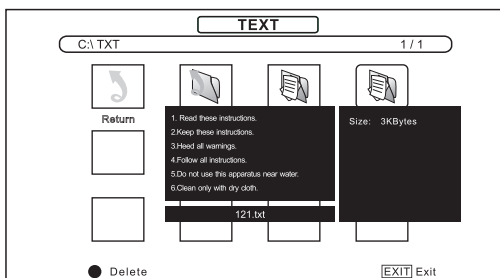 TEXT
C:\ TXT 1 / 1
Return
1. Read these instructions.
2.Keep these instructions.
3.Heed all warnings.
4.Follow all instructions.
5.Do not use this apparatus near water.
6.Clean only with dry cloth.
121.txt
Size: 3KBytes
Delete EXIT Exit